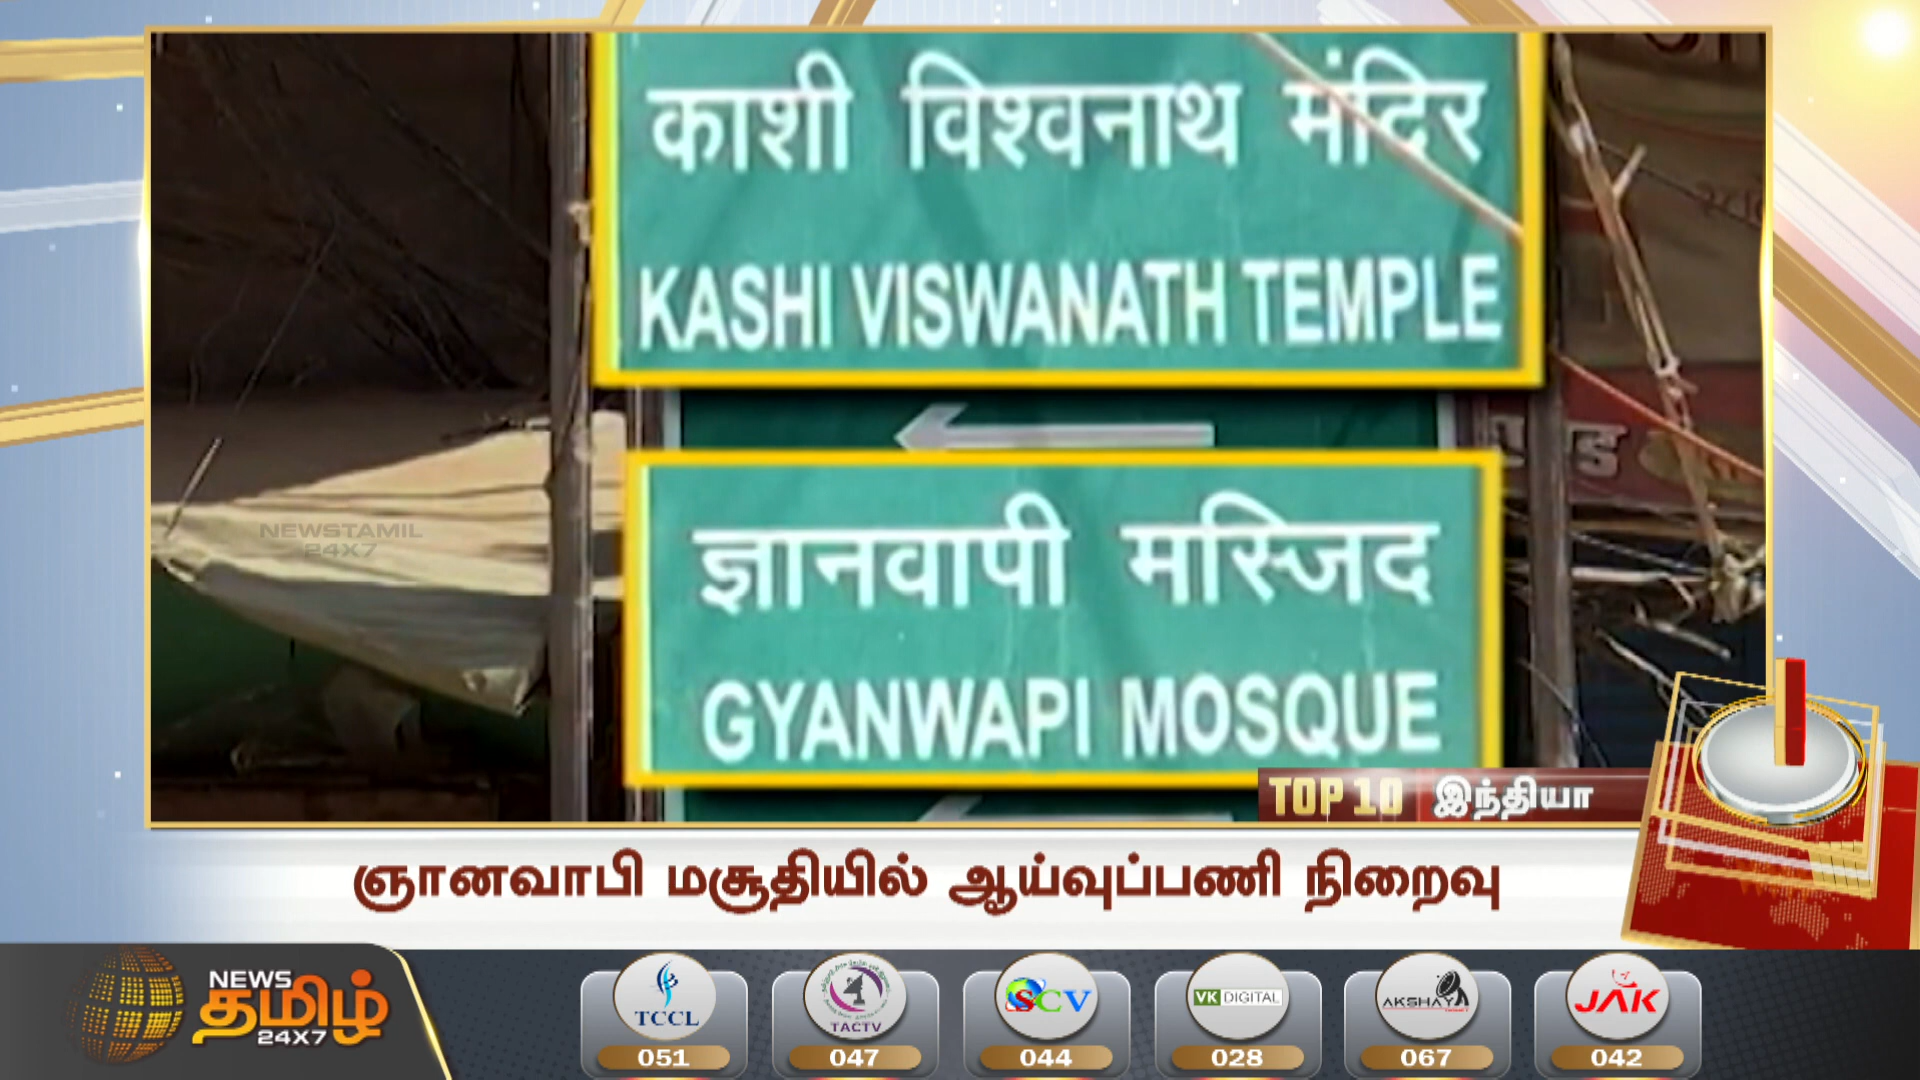 काशी विश्वनाथ मंदिर
KASHI VISWANATH TEMPLE
ज्ञानवापी मस्जिद
GYANWAPI MOSQUE
NEWSTAMIL
24X7
TOP 10 இந்தியா
ஞானவாபி மசூதியில் ஆய்வுப்பணி நிறைவு
NEWS
தமிழ்
24X7
TCCL
051
TACTV
047
SCV
044
VK DIGITAL
028
AKSHAYA
067
JAK
042